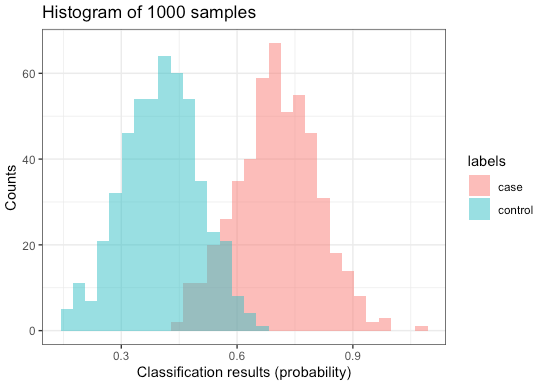 Histogram of 1000 samples
60
40
20
0
Counts
0.3 0.6 0.9
Classification results (probability)
labels
case
control